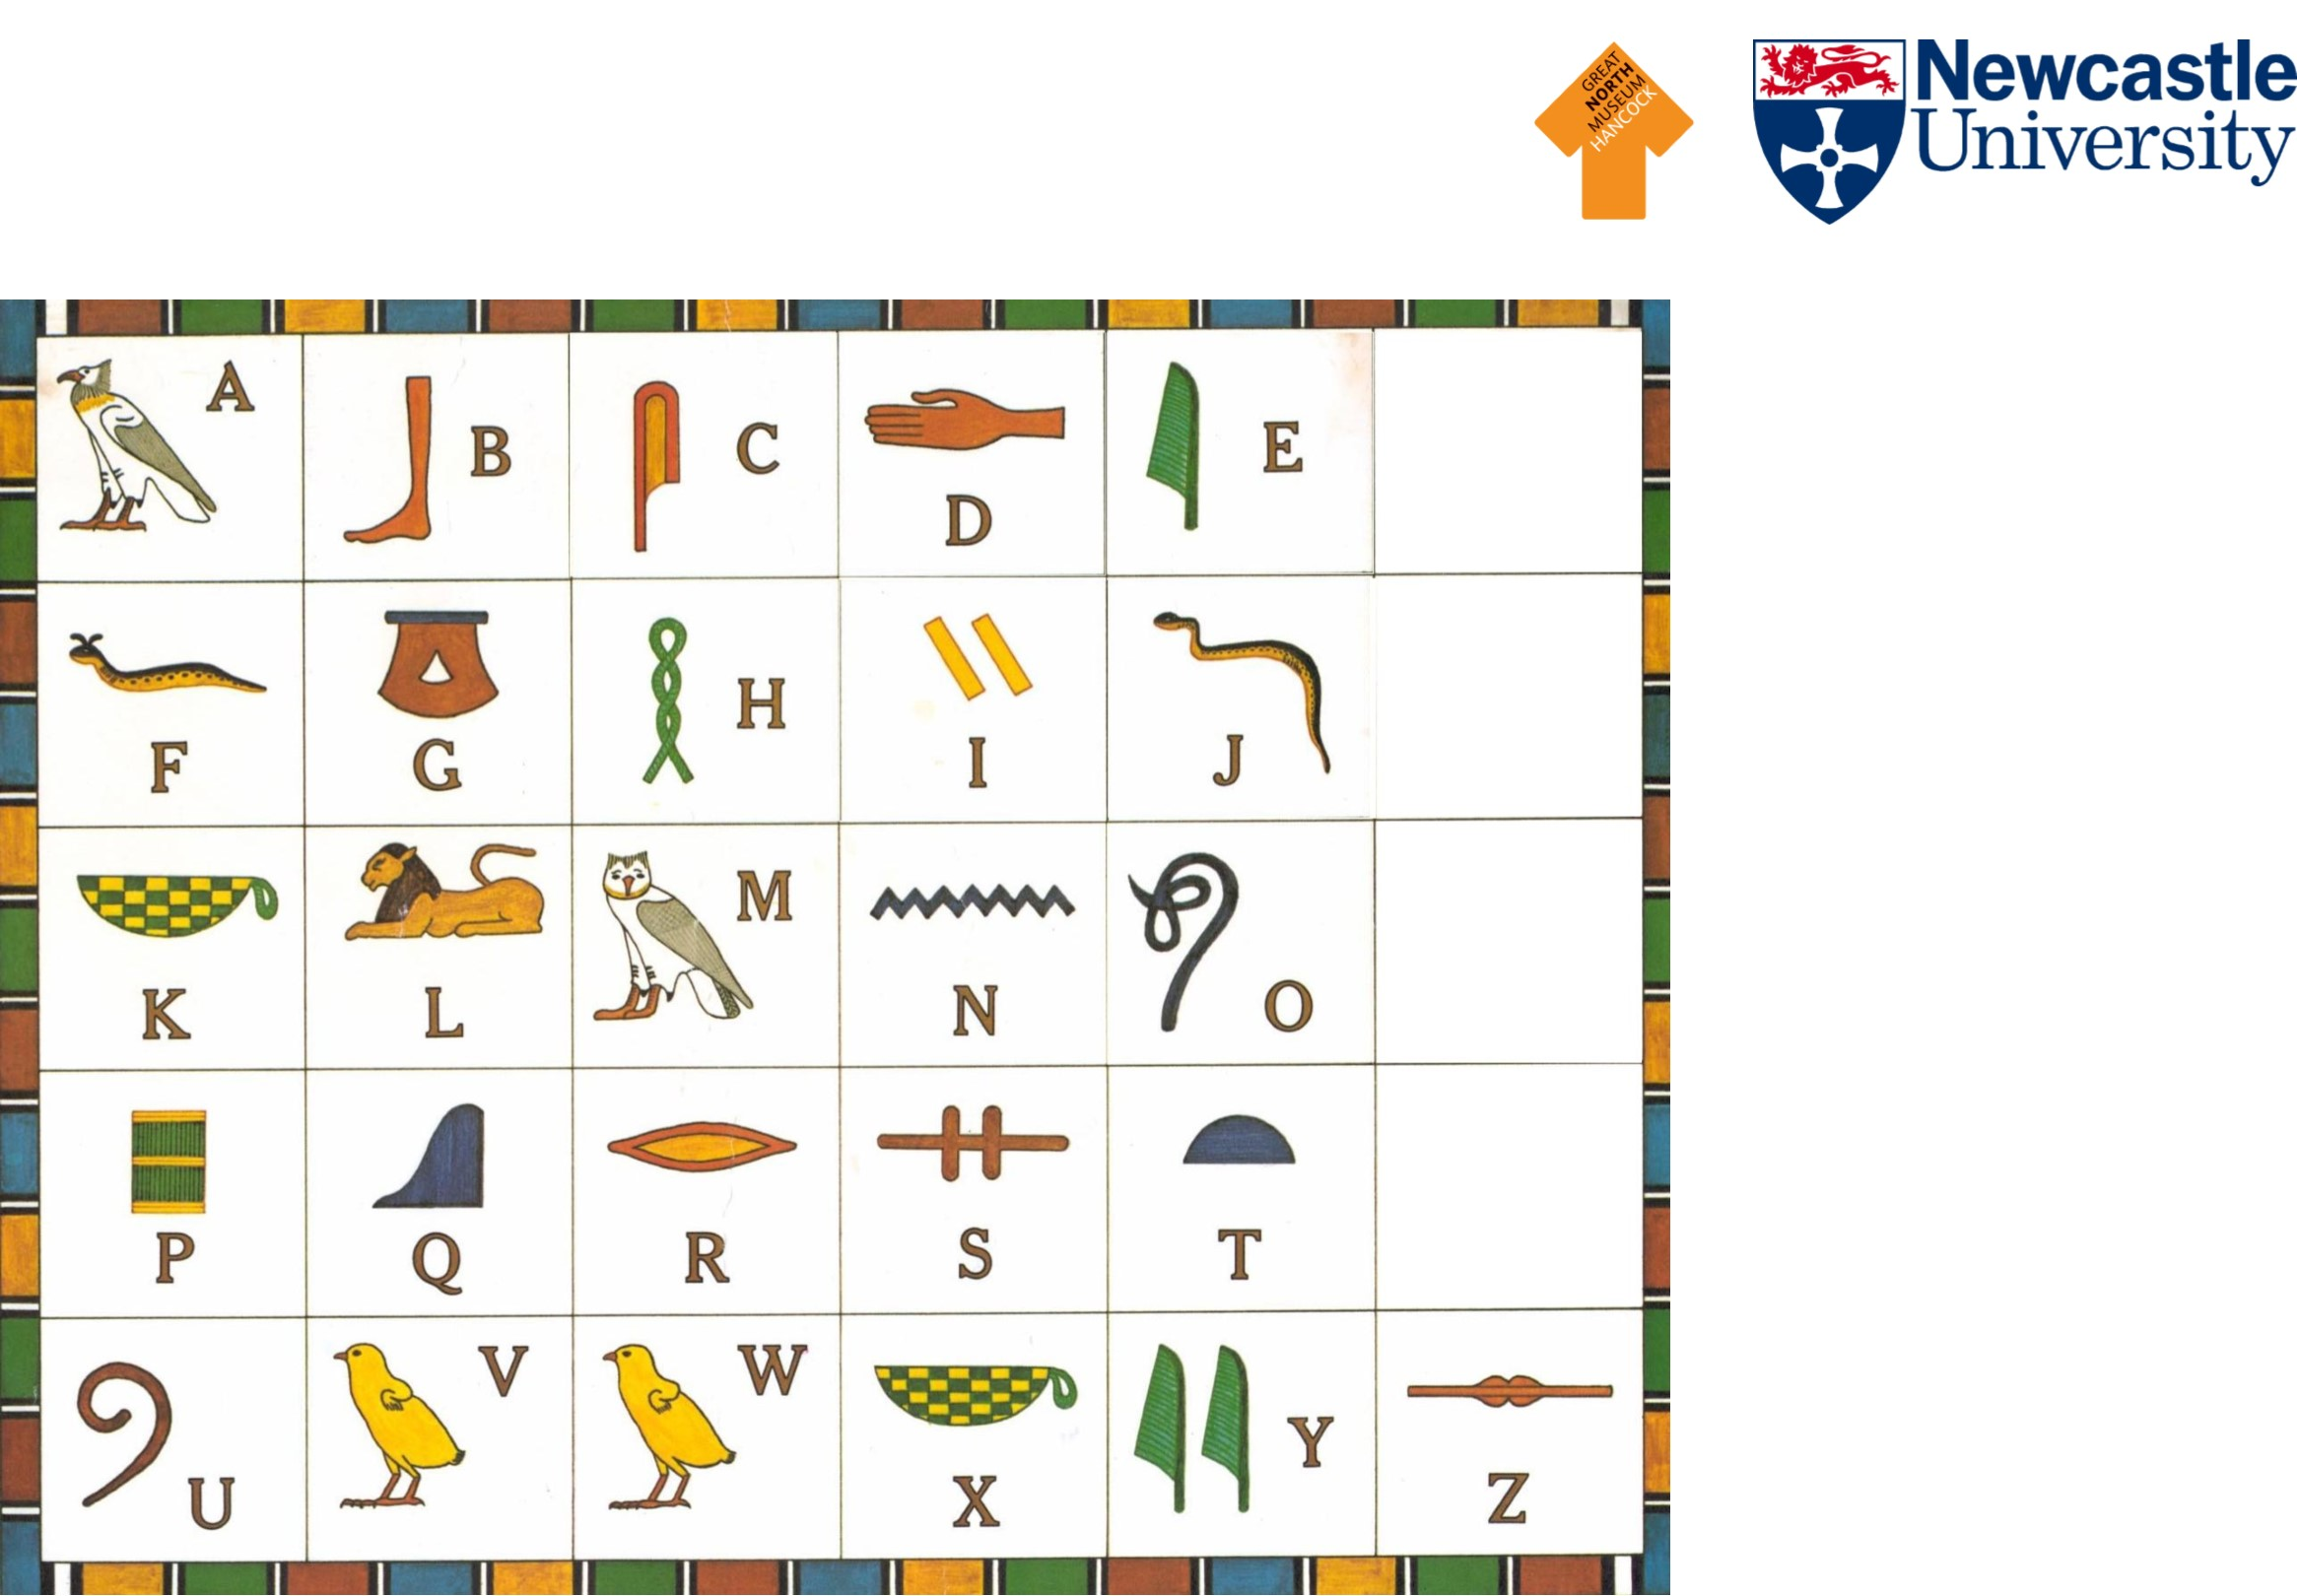 GREAT
NORTH
MUSEUM
HANCOCK
Newcastle
University
A
B
C
D
E
F
G
H
I
J
K
L
M
N
O
P
Q
R
S
T
U
V
W
X
Y
Z